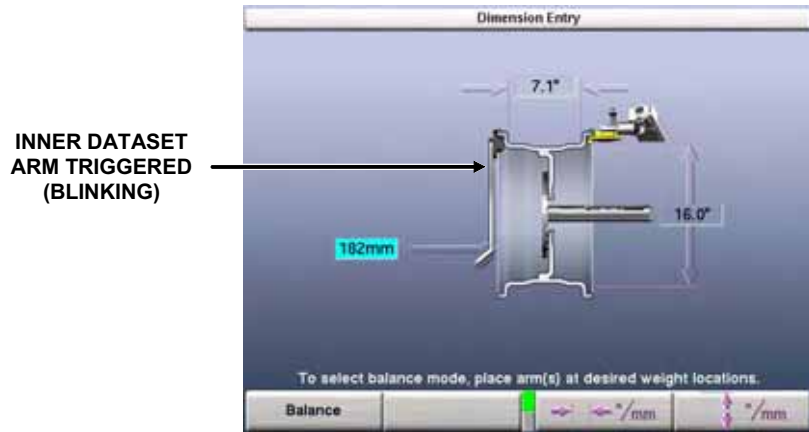 Dimension Entry
7.1"
INNER DATASET
ARM TRIGGERED
(BLINKING)
16.0"
182mm
To select balance mode, place arm(s) at desired weight locations.
Balance
"/mm
"/mm